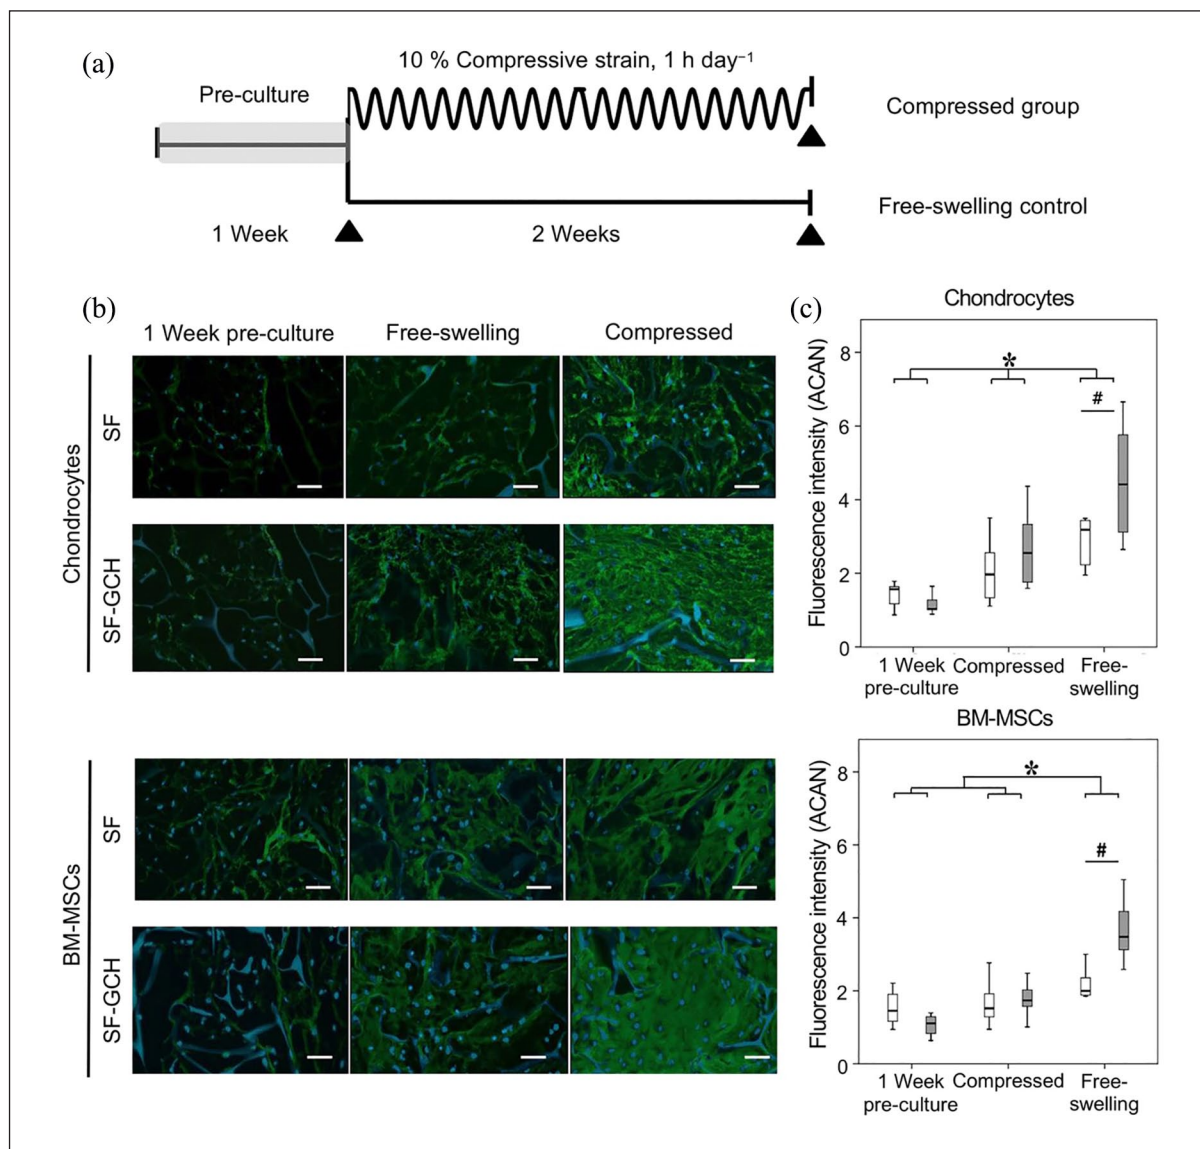 (a)
10 % Compressive strain, 1 h day⁻¹
Pre-culture
Compressed group
Free-swelling control
1 Week
2 Weeks
(b)
1 Week pre-culture
Free-swelling
Compressed
Chondrocytes
SF
SF-GCH
BM-MSCs
SF
SF-GCH
(c)
Chondrocytes
Fluorescence intensity (ACAN)
8
6
4
2
0
*
#
1 Week
pre-culture
Compressed
Free-
swelling
BM-MSCs
Fluorescence intensity (ACAN)
8
6
4
2
0
*
#
1 Week
pre-culture
Compressed
Free-
swelling